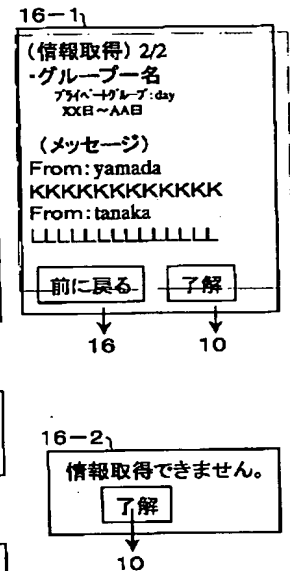 16-1
(情報取得) 2/2
・グループー名
プライベートグループ:day
XX日~AA日
(メッセージ)
From:yamada
KKKKKKKKKKKK
From:tanaka
LLLLLLLLLLLLL
前に戻る 了解
16 10
16-2
情報取得できません。
了解
10